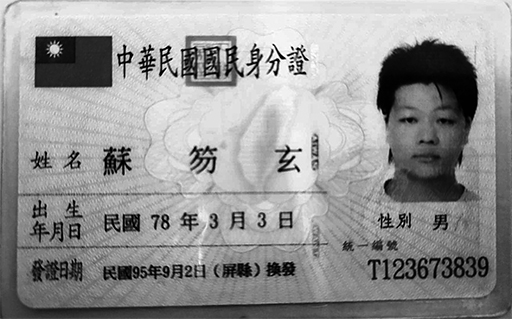 中華民國國民身分證
姓名 蘇笏玄
性別 男
出生年月日 民國 78 年 3 月 3 日
統一編號
T123673839
發證日期 民國95年9月2日（屏縣）換發